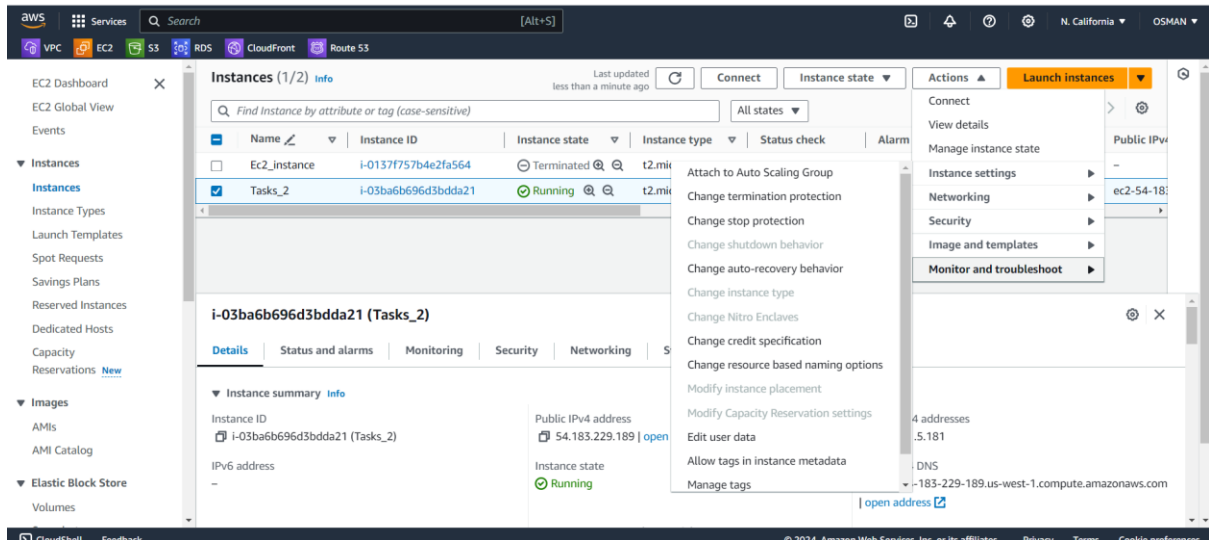 aws Services Search [Alt+S] N. California OSMAN
VPC EC2 S3 RDS CloudFront Route 53
EC2 Dashboard
EC2 Global View
Events
Instances
Instances
Instance Types
Launch Templates
Spot Requests
Savings Plans
Reserved Instances
Dedicated Hosts
Capacity
Reservations New
Images
AMIs
AMI Catalog
Elastic Block Store
Volumes
Instances (1/2) Info
Last updated
less than a minute ago
Connect Instance state Actions Launch instances
Find Instance by attribute or tag (case-sensitive) All states
Name Instance ID Instance state Instance type Status check Alarm Public IPv4
Ec2_instance i-0137f757b4e2fa564 Terminated t2.mic –
Tasks_2 i-03ba6b696d3bdda21 Running t2.mic ec2-54-183
Connect
View details
Manage instance state
Instance settings
Networking
Security
Image and templates
Monitor and troubleshoot
Attach to Auto Scaling Group
Change termination protection
Change stop protection
Change shutdown behavior
Change auto-recovery behavior
Change instance type
Change Nitro Enclaves
Change credit specification
Change resource based naming options
Modify instance placement
Modify Capacity Reservation settings
Edit user data
Allow tags in instance metadata
Manage tags
i-03ba6b696d3bdda21 (Tasks_2)
Details Status and alarms Monitoring Security Networking S
Instance summary Info
Instance ID
i-03ba6b696d3bdda21 (Tasks_2)
Public IPv4 address
54.183.229.189 | open
4 addresses
.5.181
IPv6 address
–
Instance state
Running
DNS
-183-229-189.us-west-1.compute.amazonaws.com
| open address
CloudShell Feedback © 2024, Amazon Web Services, Inc. or its affiliates. Privacy Terms Cookie preferences